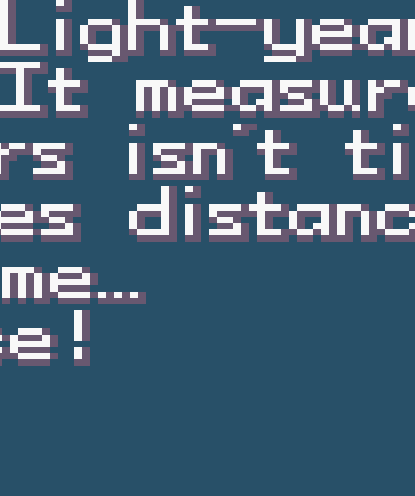 Light-yea
It measur
rs isn't ti
es distanc
me…
e!